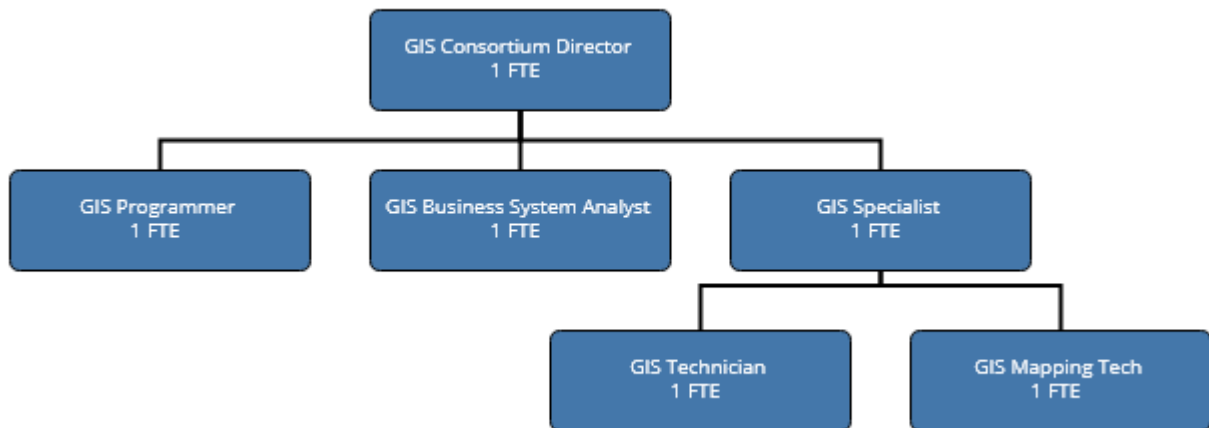 GIS Consortium Director
1 FTE
GIS Programmer
1 FTE
GIS Business System Analyst
1 FTE
GIS Specialist
1 FTE
GIS Technician
1 FTE
GIS Mapping Tech
1 FTE